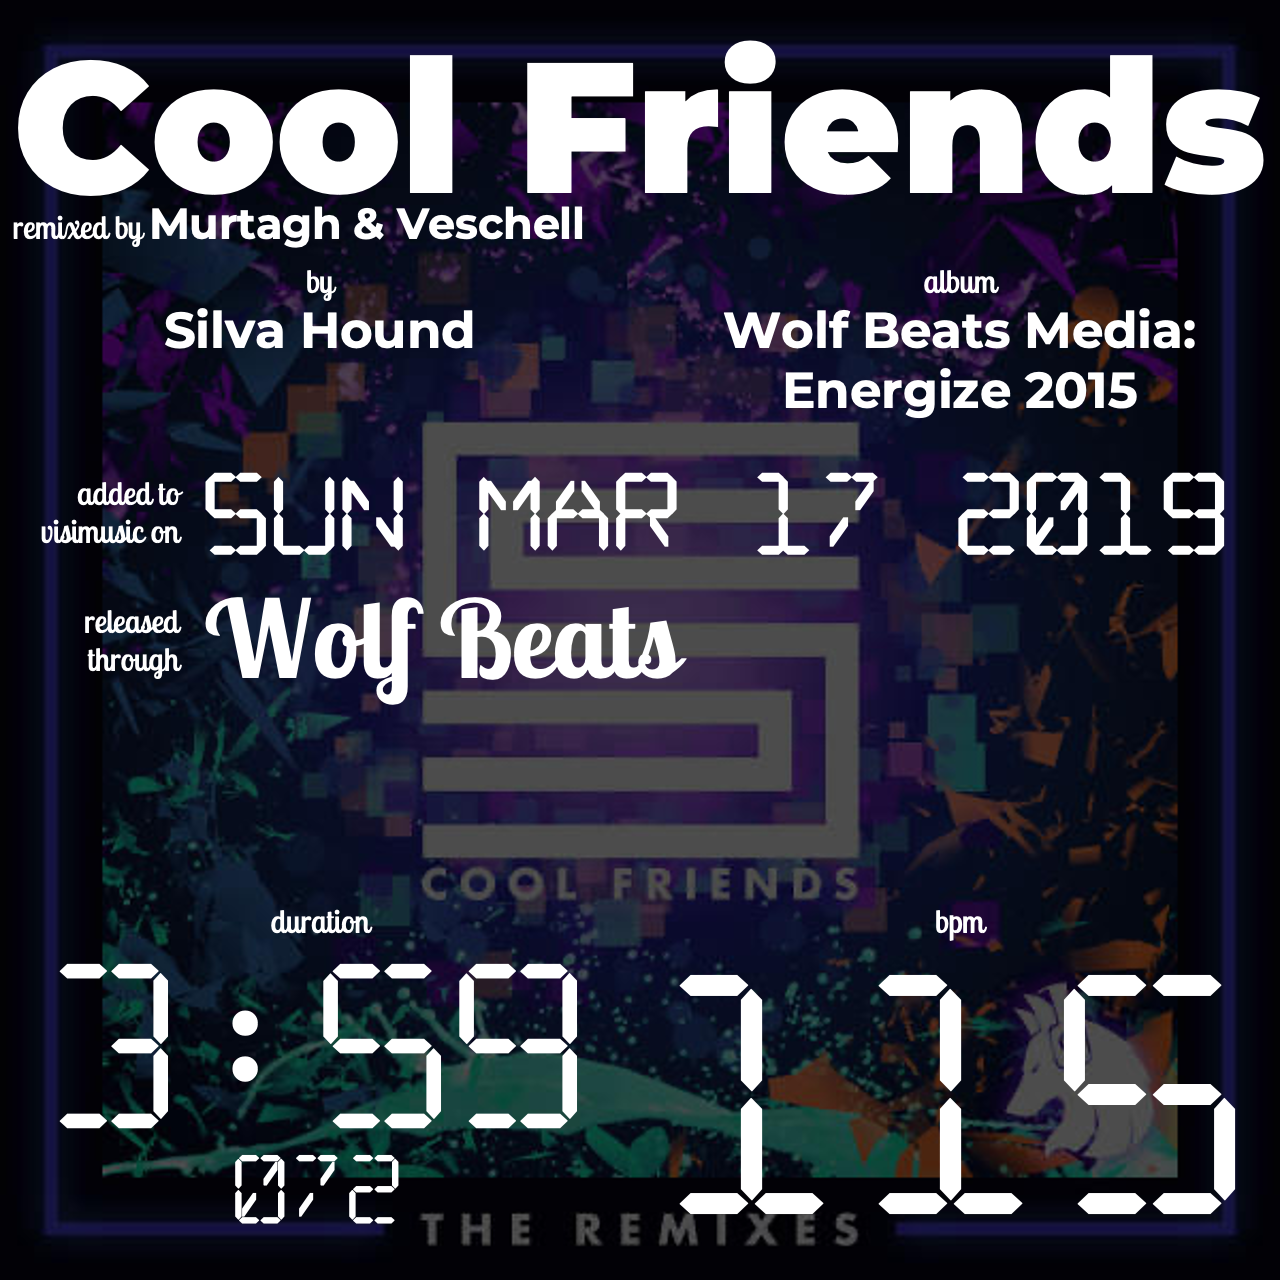 Cool Friends
remixed by Murtagh & Veschell
by
Silva Hound
album
Wolf Beats Media:
Energize 2015
added to
visimusic on
SUN MAR 17 2019
released
through
Wolf Beats
COOL FRIENDS
duration
3:59
072
bpm
115
THE REMIXES